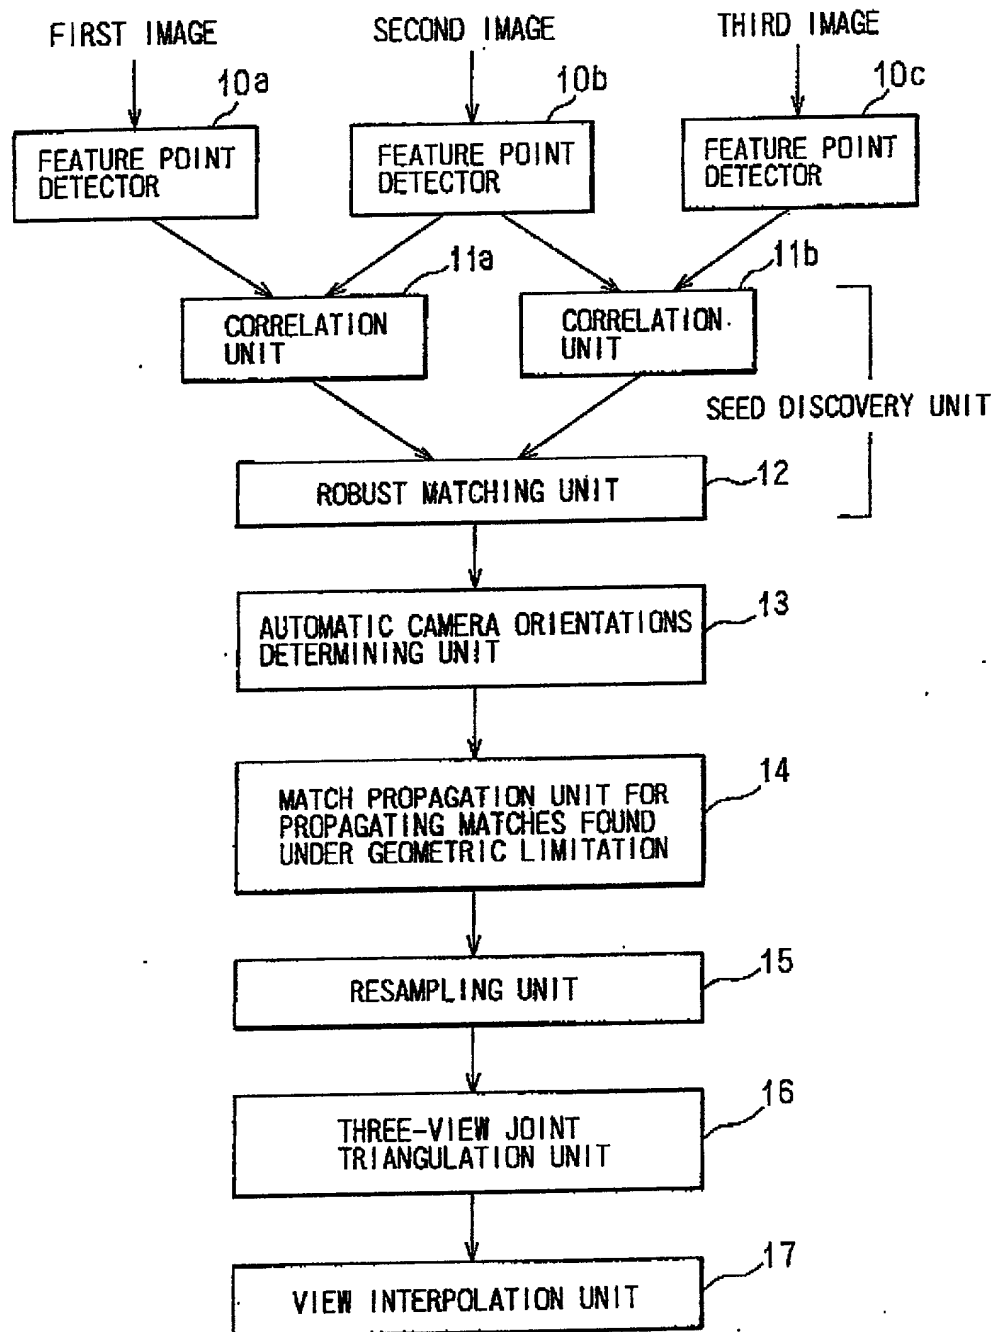 FIRST IMAGE
SECOND IMAGE
THIRD IMAGE
10a
10b
10c
FEATURE POINT
DETECTOR
FEATURE POINT
DETECTOR
FEATURE POINT
DETECTOR
11a
11b
CORRELATION
UNIT
CORRELATION
UNIT
SEED DISCOVERY UNIT
12
ROBUST MATCHING UNIT
13
AUTOMATIC CAMERA ORIENTATIONS
DETERMINING UNIT
14
MATCH PROPAGATION UNIT FOR
PROPAGATING MATCHES FOUND
UNDER GEOMETRIC LIMITATION
15
RESAMPLING UNIT
16
THREE-VIEW JOINT
TRIANGULATION UNIT
17
VIEW INTERPOLATION UNIT